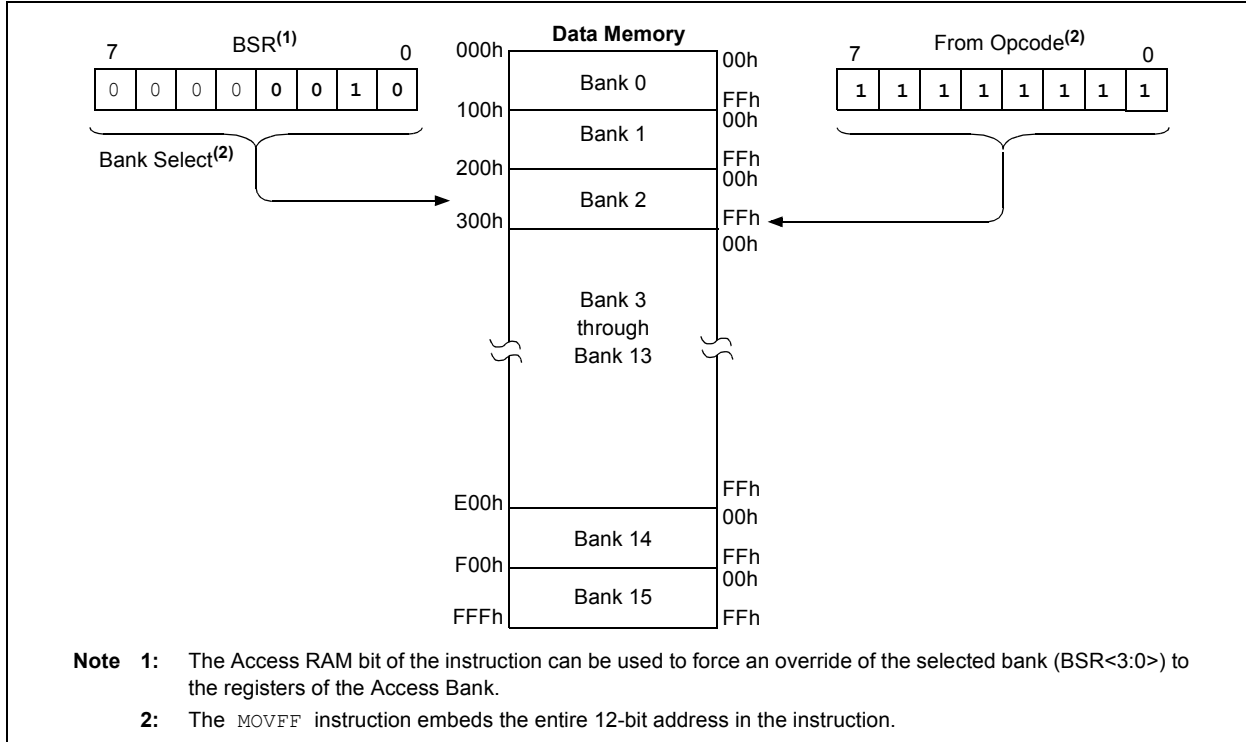 Data Memory
7 BSR(1) 0
0 0 0 0 0 0 1 0
Bank Select(2)
From Opcode(2)
7 0
1 1 1 1 1 1 1 1
000h
Bank 0
00h
FFh
100h
Bank 1
00h
FFh
200h
Bank 2
00h
FFh
300h
00h
Bank 3
through
Bank 13
FFh
E00h
00h
Bank 14
FFh
F00h
00h
Bank 15
FFFh
FFh
Note 1: The Access RAM bit of the instruction can be used to force an override of the selected bank (BSR<3:0>) to
the registers of the Access Bank.
2: The MOVFF instruction embeds the entire 12-bit address in the instruction.